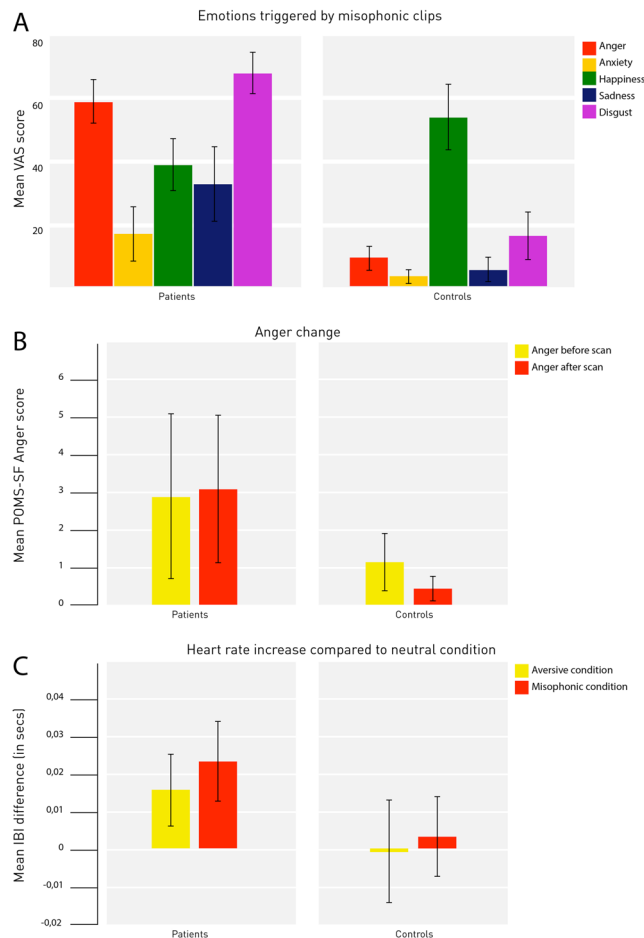 A
Emotions triggered by misophonic clips
Mean VAS score
80
60
40
20
Patients
Controls
Anger
Anxiety
Happiness
Sadness
Disgust
B
Anger change
Mean POMS-SF Anger score
6
5
4
3
2
1
0
Patients
Controls
Anger before scan
Anger after scan
C
Heart rate increase compared to neutral condition
Mean IBI difference (in secs)
0,04
0,03
0,02
0,01
0
-0,01
-0,02
Patients
Controls
Aversive condition
Misophonic condition